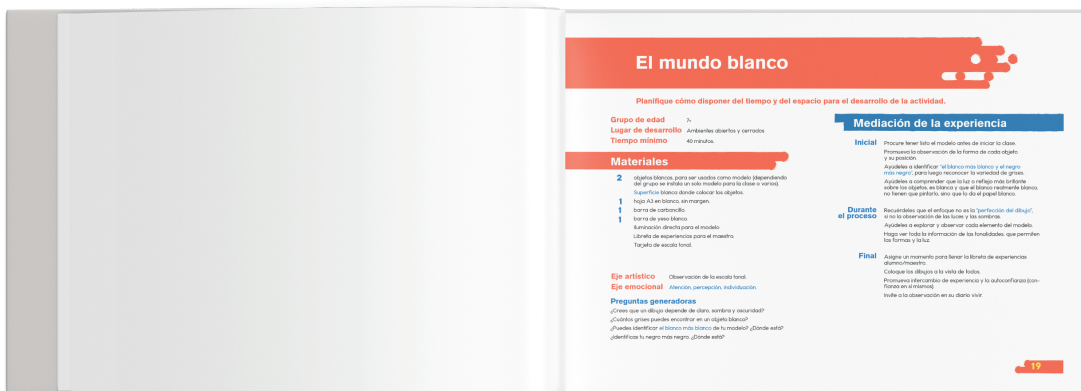 El mundo blanco
Planifique cómo disponer del tiempo y del espacio para el desarrollo de la actividad.
Grupo de edad 7+
Lugar de desarrollo Ambientes abiertos y cerrados
Tiempo mínimo 40 minutos.
Materiales
2 objetos blancos, para ser usados como modelo (dependiendo
del grupo se instala un solo modelo para la clase o varios).
Superficie blanca donde colocar los objetos.
1 hoja A3 en blanco, sin margen.
1 barra de carboncillo.
1 barra de yeso blanco.
Iluminación directa para el modelo
Libreta de experiencias para el maestro.
Tarjeta de escala tonal.
Eje artístico Observación de la escala tonal.
Eje emocional Atención, percepción, individuación.
Preguntas generadoras
¿Crees que un dibujo depende de claro, sombra y oscuridad?
¿Cuántos grises puedes encontrar en un objeto blanco?
¿Puedes identificar el blanco más blanco de tu modelo? ¿Dónde está?
¿Identificas tu negro más negro. ¿Dónde está?
Mediación de la experiencia
Inicial Procure tener listo el modelo antes de iniciar la clase.
Promueva la observación de la forma de cada objeto
y su posición.
Ayúdeles a identificar "el blanco más blanco y el negro
más negro", para luego reconocer la variedad de grises.
Ayúdeles a comprender que la luz o reflejo más brillante
sobre los objetos, es blanca y que el blanco realmente blanco,
no tienen que pintarlo, sino que lo da el papel blanco.
Durante
el proceso
Recuérdeles que el enfoque no es la "perfección del dibujo",
si no la observación de las luces y las sombras.
Ayúdeles a explorar y observar cada elemento del modelo.
Haga ver toda la información de las tonalidades, que permiten
las formas y la luz.
Final Asigne un momento para llenar la libreta de experiencias
alumno/maestro.
Coloque los dibujos a la vista de todos.
Promueva intercambio de experiencia y la autoconfianza (con-
fianza en sí mismos)
Invite a la observación en su diario vivir.
19